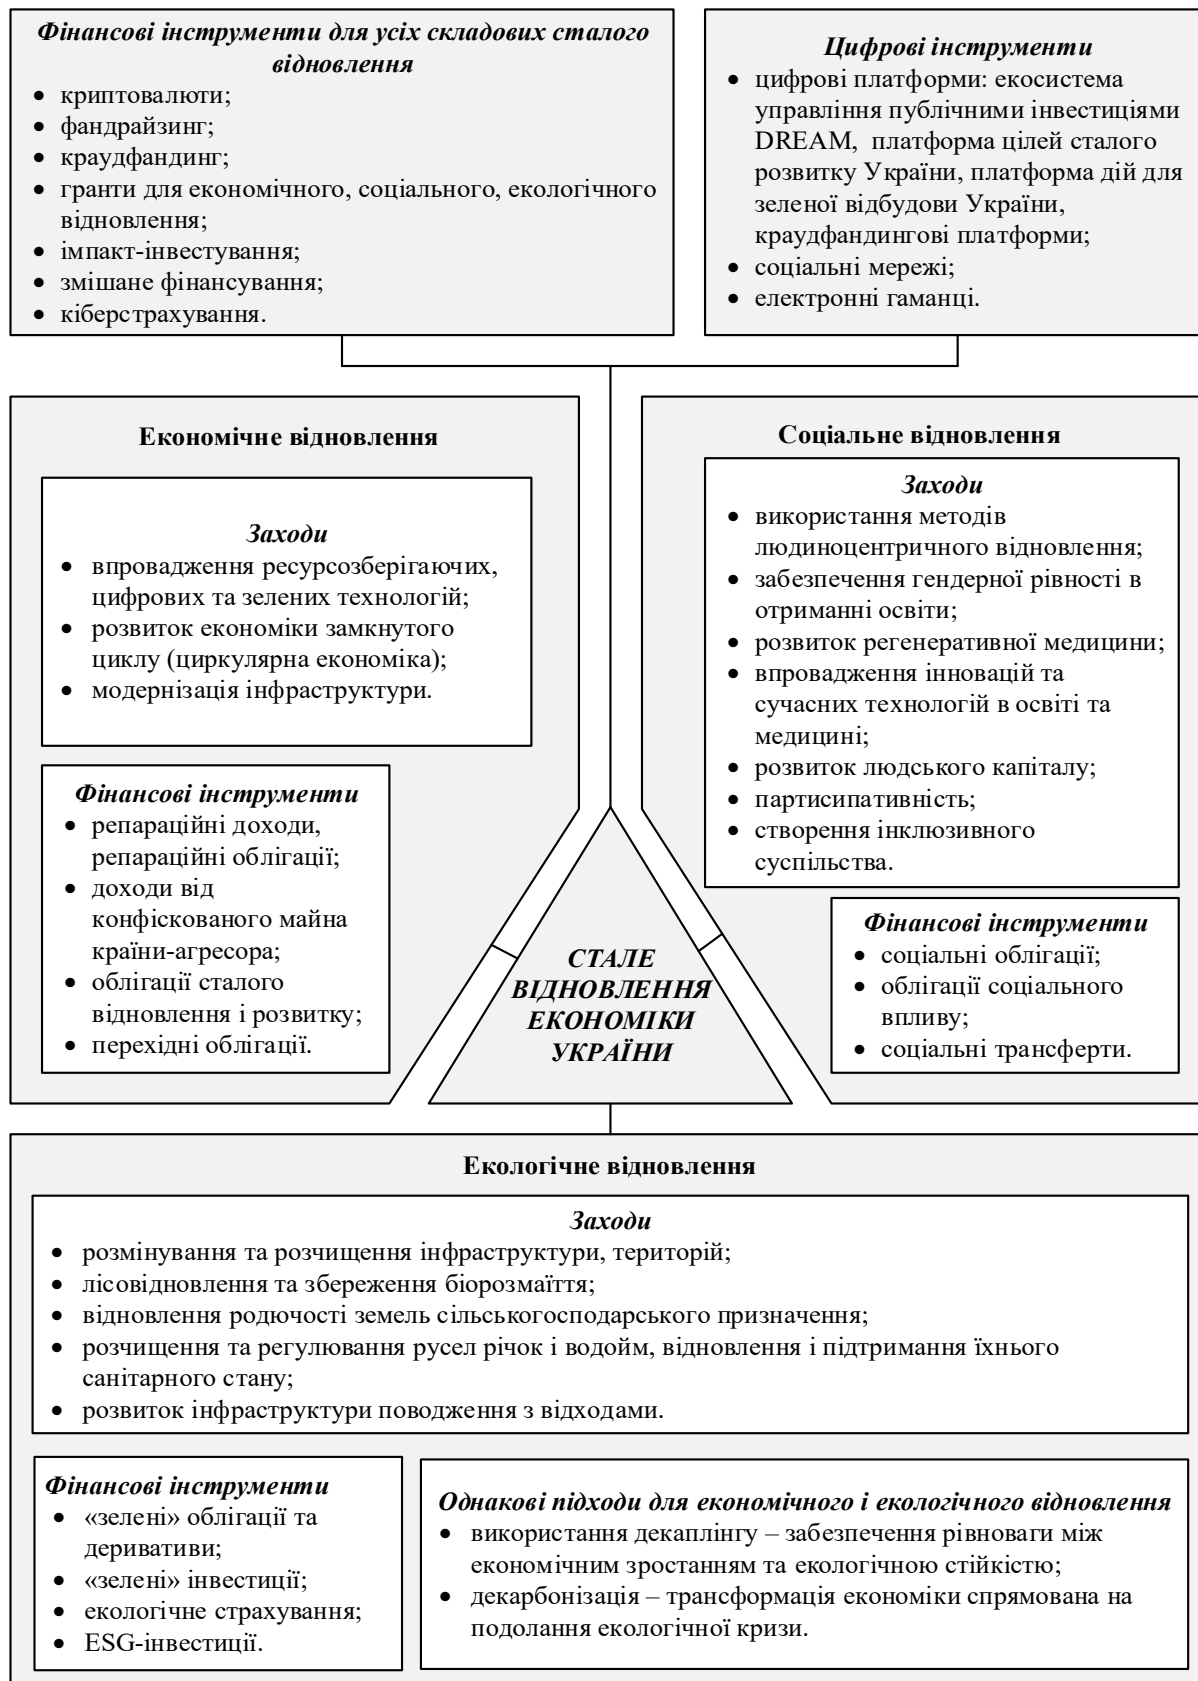 Фінансові інструменти для усіх складових сталого
відновлення
• криптовалюти;
• фандрайзинг;
• краудфандинг;
• гранти для економічного, соціального, екологічного
відновлення;
• імпакт-інвестування;
• змішане фінансування;
• кіберстрахування.
Цифрові інструменти
• цифрові платформи: екосистема
управління публічними інвестиціями
DREAM, платформа цілей сталого
розвитку України, платформа дій для
зеленої відбудови України,
краудфандингові платформи;
• соціальні мережі;
• електронні гаманці.
Економічне відновлення
Заходи
• впровадження ресурсозберігаючих,
цифрових та зелених технологій;
• розвиток економіки замкнутого
циклу (циркулярна економіка);
• модернізація інфраструктури.
Фінансові інструменти
• репараційні доходи,
репараційні облігації;
• доходи від
конфіскованого майна
країни-агресора;
• облігації сталого
відновлення і розвитку;
• перехідні облігації.
Соціальне відновлення
Заходи
• використання методів
людиноцентричного відновлення;
• забезпечення гендерної рівності в
отриманні освіти;
• розвиток регенеративної медицини;
• впровадження інновацій та
сучасних технологій в освіті та
медицині;
• розвиток людського капіталу;
• партисипативність;
• створення інклюзивного
суспільства.
Фінансові інструменти
• соціальні облігації;
• облігації соціального
впливу;
• соціальні трансферти.
СТАЛЕ
ВІДНОВЛЕННЯ
ЕКОНОМІКИ
УКРАЇНИ
Екологічне відновлення
Заходи
• розмінування та розчищення інфраструктури, територій;
• лісовідновлення та збереження біорозмаїття;
• відновлення родючості земель сільськогосподарського призначення;
• розчищення та регулювання русел річок і водойм, відновлення і підтримання їхнього
санітарного стану;
• розвиток інфраструктури поводження з відходами.
Фінансові інструменти
• «зелені» облігації та
деривативи;
• «зелені» інвестиції;
• екологічне страхування;
• ESG-інвестиції.
Однакові підходи для економічного і екологічного відновлення
• використання декаплінгу – забезпечення рівноваги між
економічним зростанням та екологічною стійкістю;
• декарбонізація – трансформація економіки спрямована на
подолання екологічної кризи.